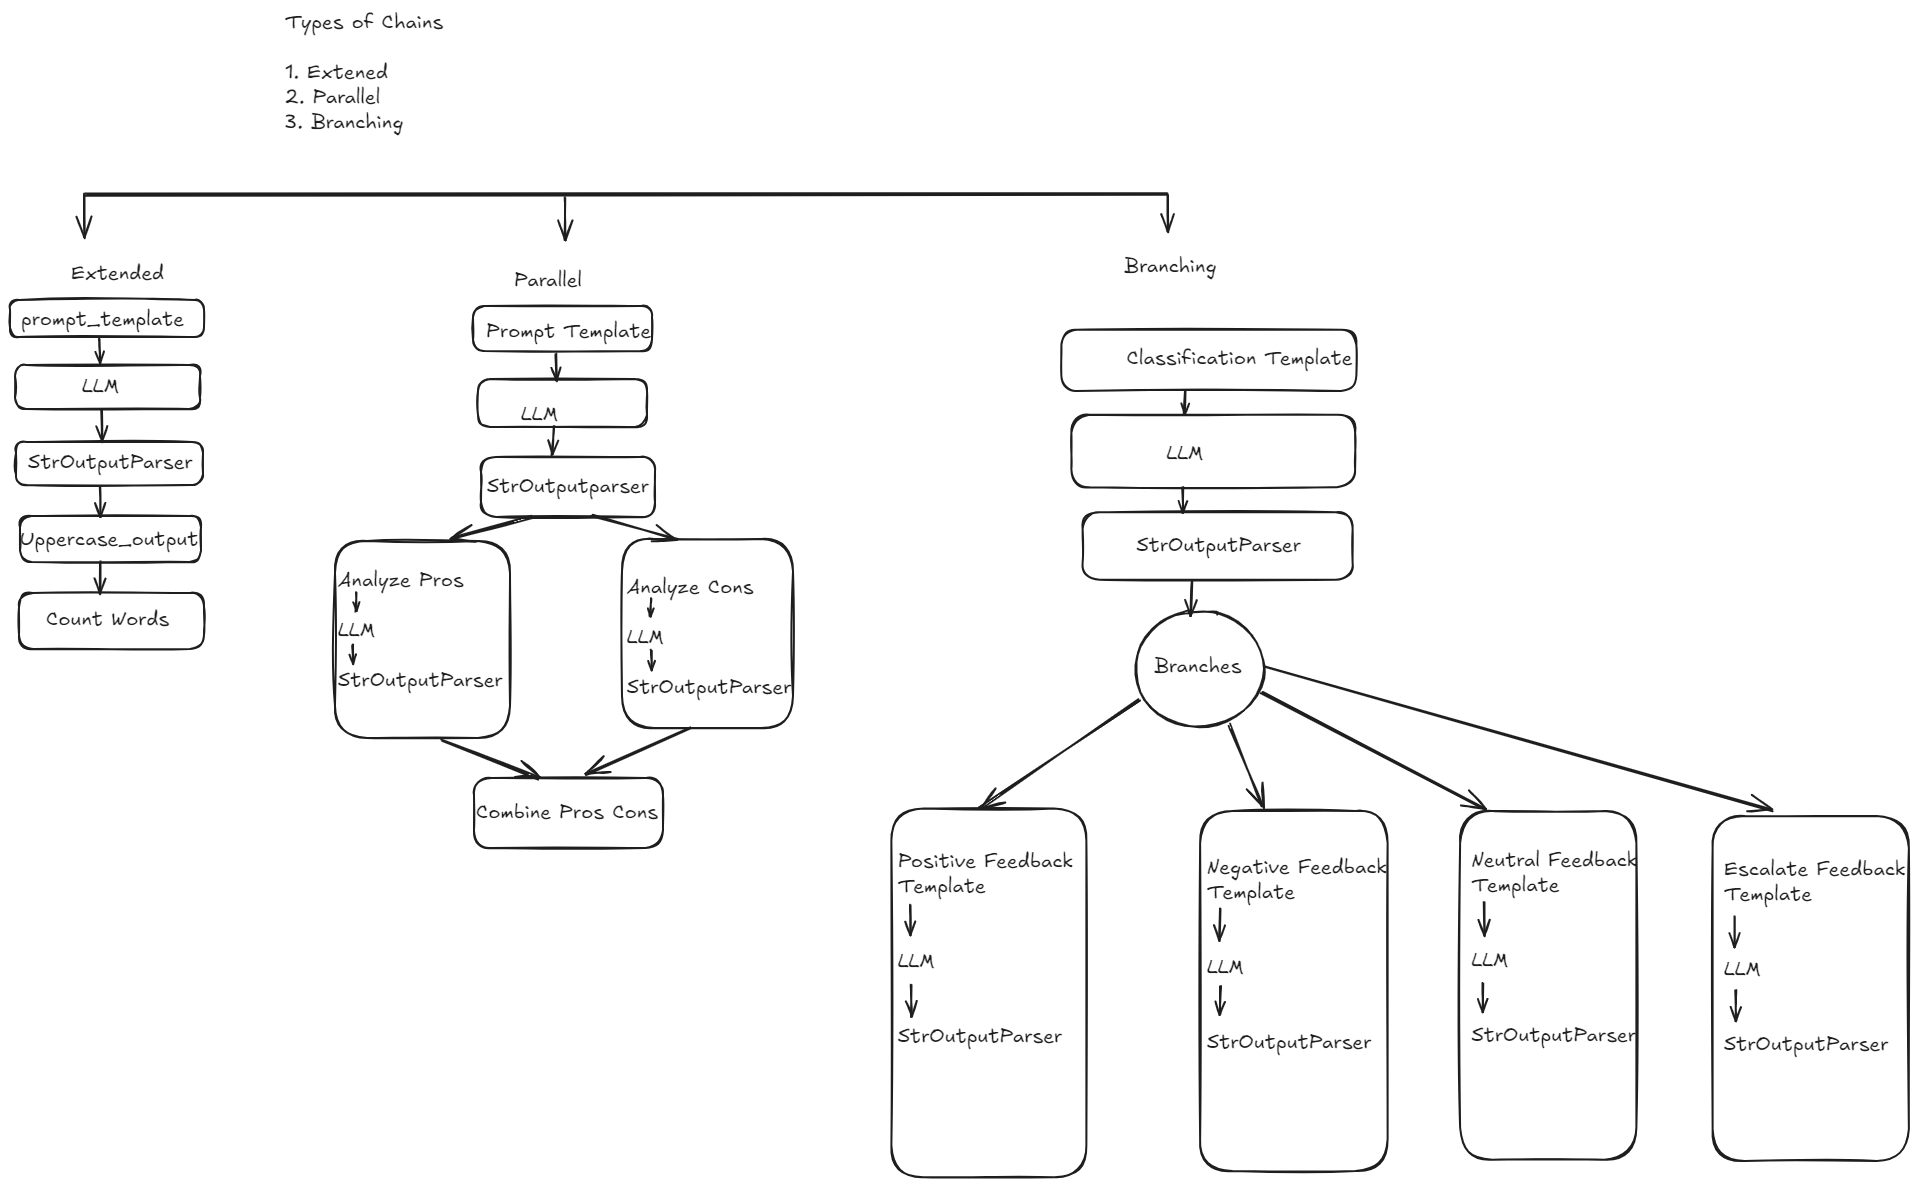 Types of Chains
1. Extened
2. Parallel
3. Branching
Extended
prompt_template
LLM
StrOutputParser
Uppercase_output
Count Words
Parallel
Prompt Template
LLM
StrOutputparser
Analyze Pros
LLM
StrOutputParser
Analyze Cons
LLM
StrOutputParser
Combine Pros Cons
Branching
Classification Template
LLM
StrOutputParser
Branches
Positive Feedback
Template
LLM
StrOutputParser
Negative Feedback
Template
LLM
StrOutputParser
Neutral Feedback
Template
LLM
StrOutputParser
Escalate Feedback
Template
LLM
StrOutputParser